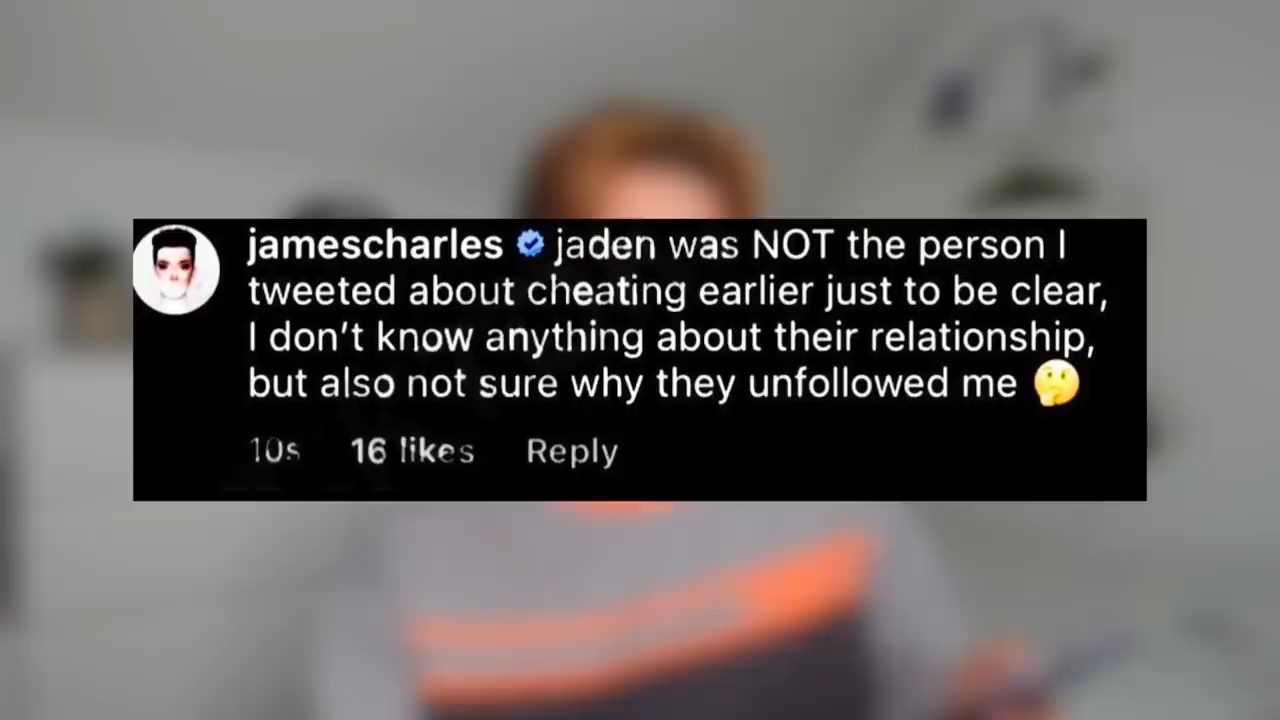 jamescharles jaden was NOT the person I
tweeted about cheating earlier just to be clear,
I don’t know anything about their relationship,
but also not sure why they unfollowed me 🤔
10s 16 likes Reply